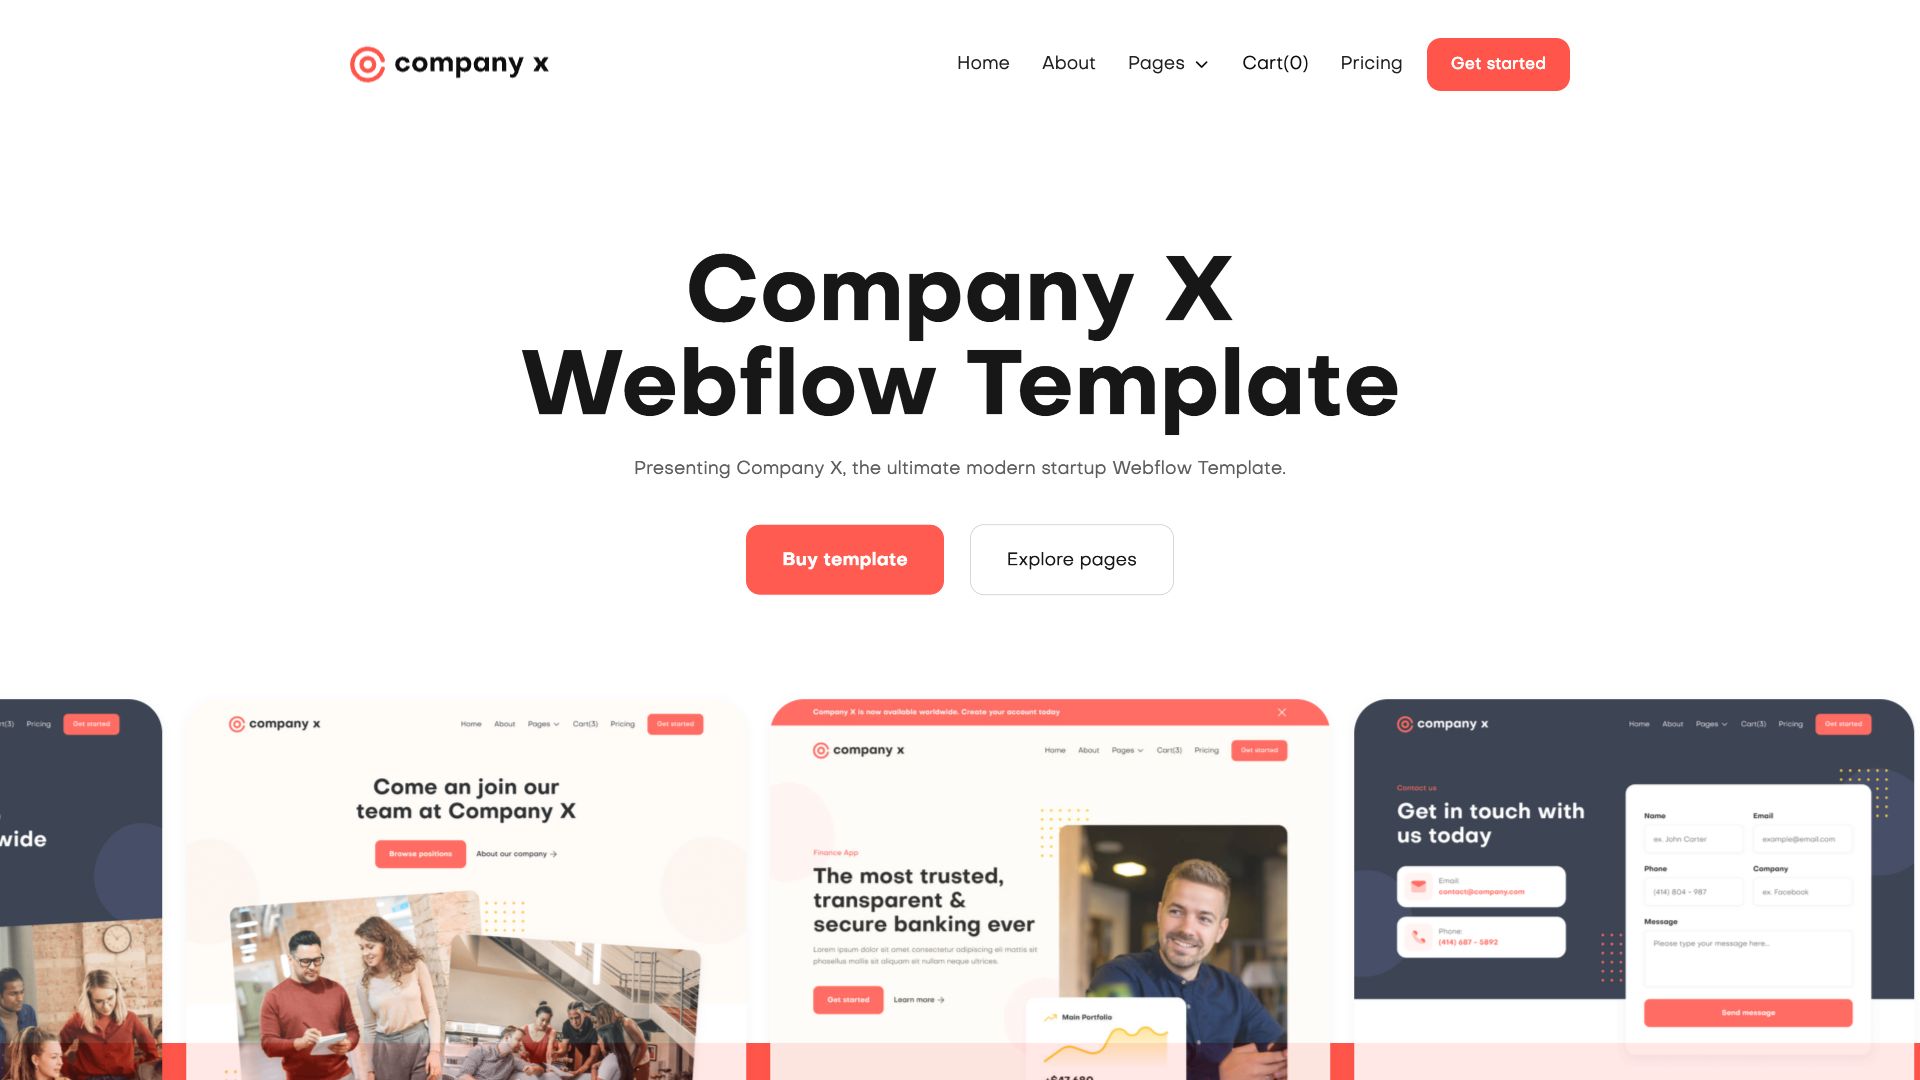 company x
Home
About
Pages
Cart(0)
Pricing
Get started
Company X
Webflow Template
Presenting Company X, the ultimate modern startup Webflow Template.
Buy template
Explore pages
Pricing
Get started
wide
company x
Home
About
Pages
Cart(3)
Pricing
Get started
Come an join our
team at Company X
Browse positions
About our company →
Company X is now available worldwide. Create your account today
company x
Home
About
Pages
Cart(3)
Pricing
Get started
Finance App
The most trusted,
transparent &
secure banking ever
Lorem ipsum dolor sit amet consectetur adipiscing eli mattis sit
phasellus mollis sit aliquam sit nullam neque ultrices.
Get started
Learn more →
Main Portfolio
company x
Home
About
Pages
Cart(3)
Pricing
Get started
Contact us
Get in touch with
us today
Email:
contact@company.com
Phone:
(414) 687 - 5892
Name
Email
ex. John Carter
example@email.com
Phone
Company
(414) 804 - 987
ex. Facebook
Message
Please type your message here...
Send message